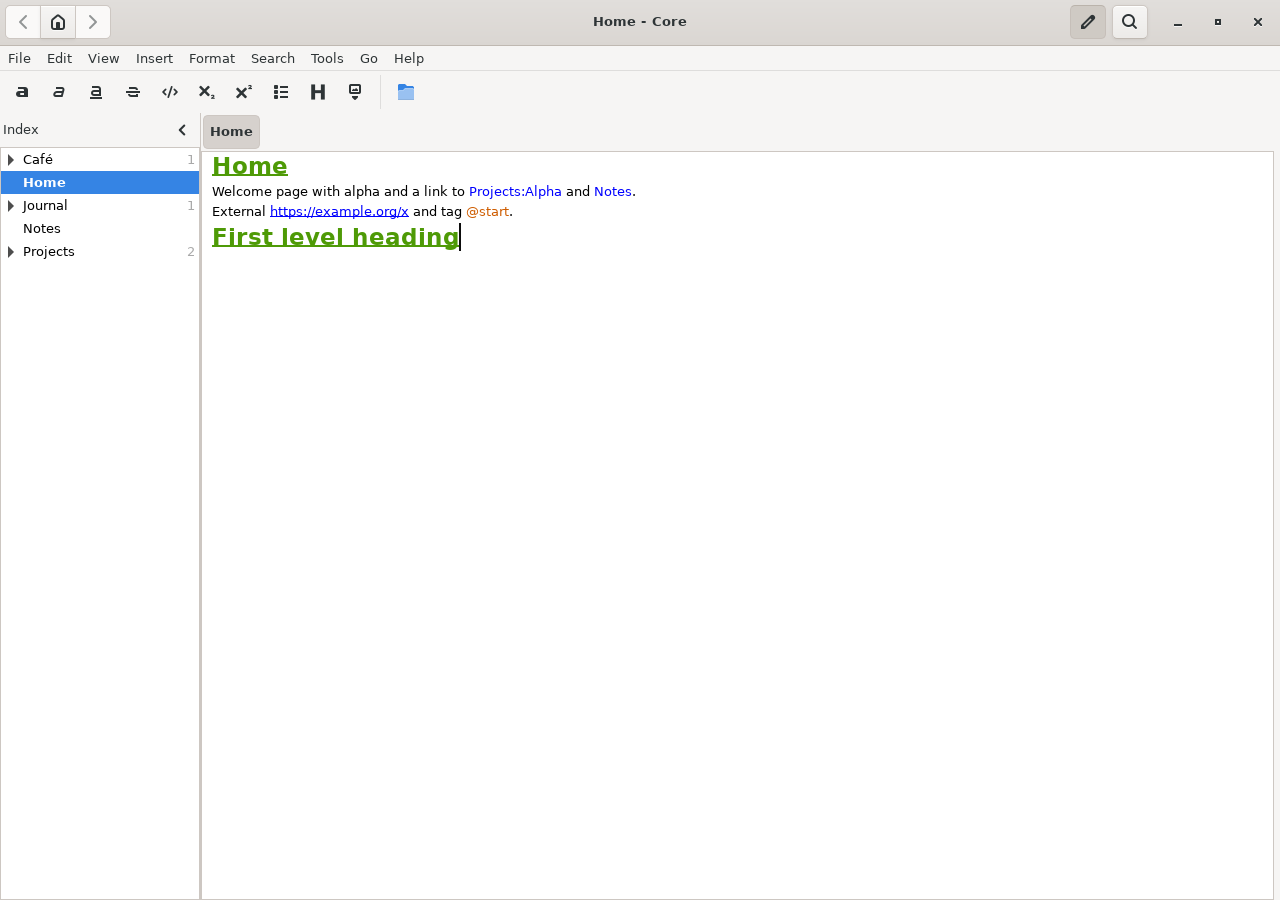 Home - Core
File Edit View Insert Format Search Tools Go Help
Index
Home
Café 1
Home
Journal 1
Notes
Projects 2
Home
Welcome page with alpha and a link to Projects:Alpha and Notes.
External https://example.org/x and tag @start.
First level heading